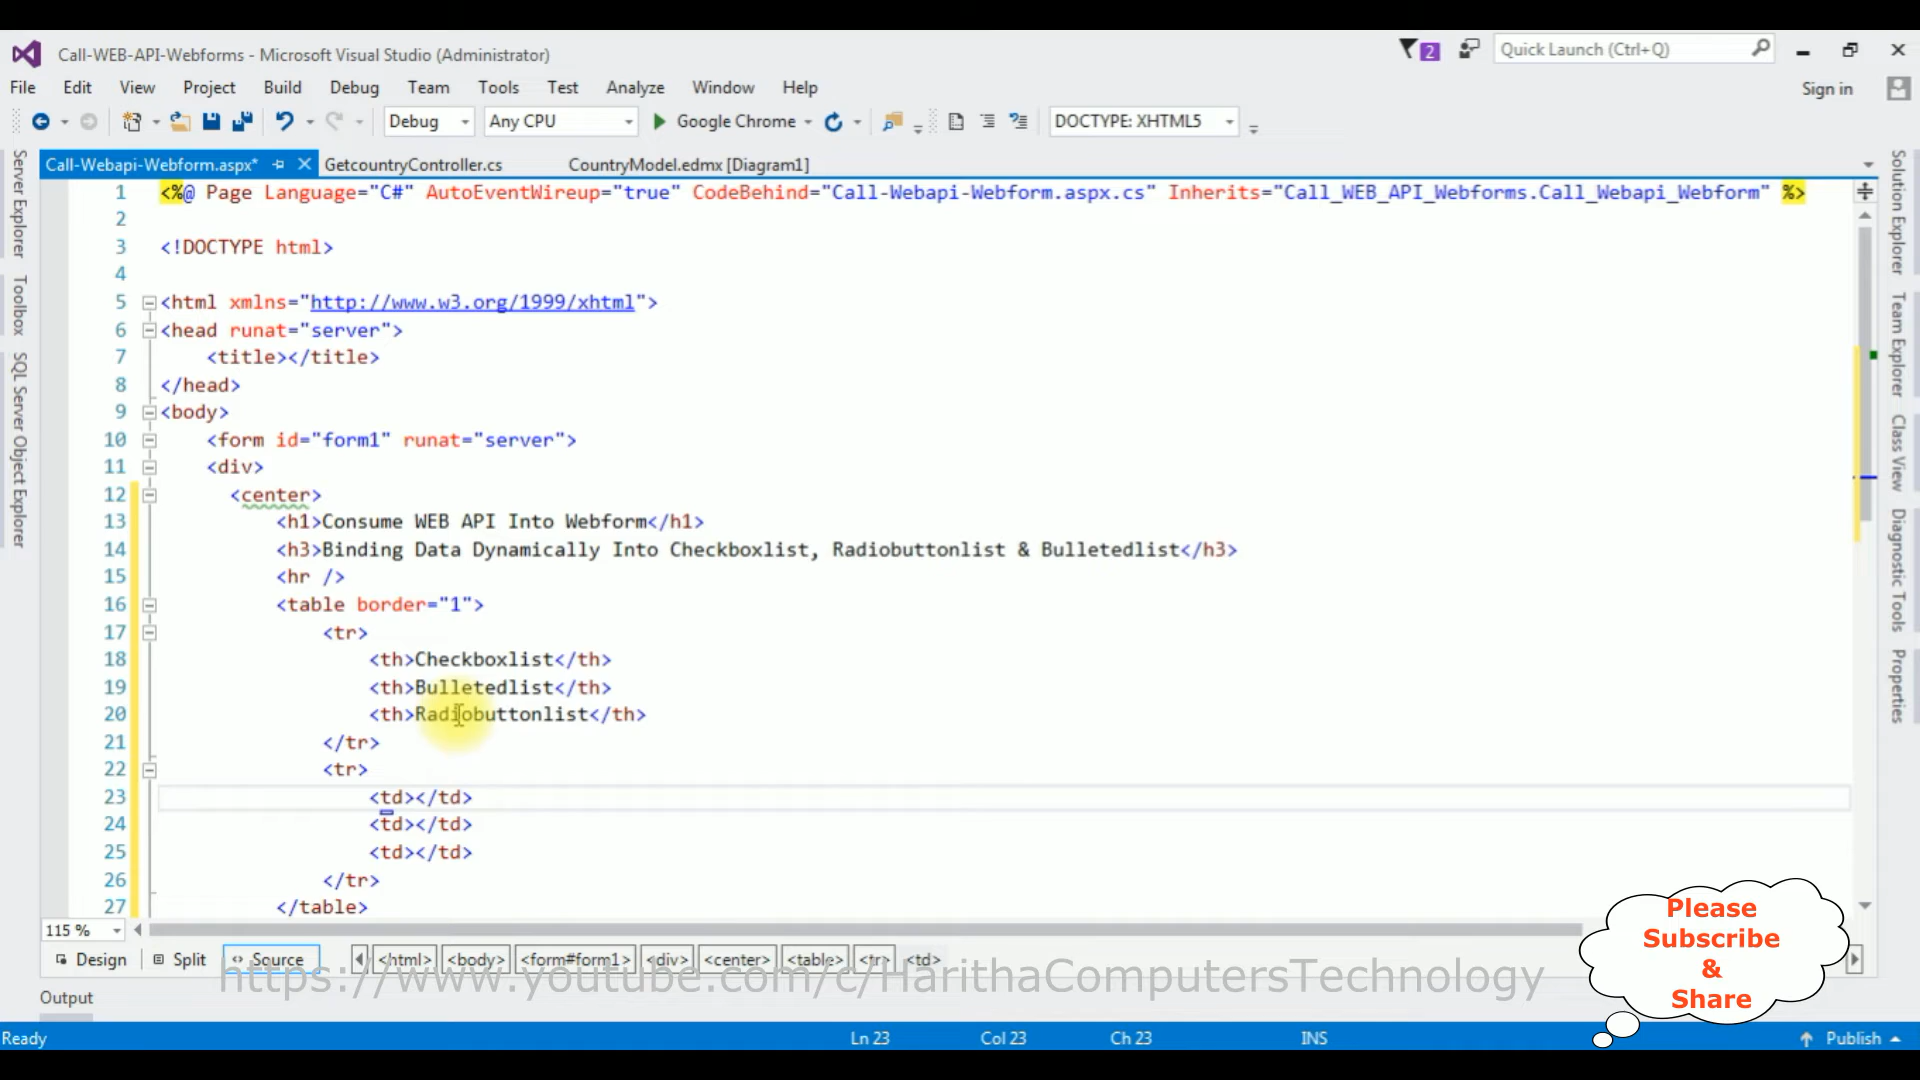 Call-WEB-API-Webforms - Microsoft Visual Studio (Administrator)
2
Quick Launch (Ctrl+Q)
File Edit View Project Build Debug Team Tools Test Analyze Window Help
Sign in
Debug Any CPU Google Chrome DOCTYPE: XHTML5
Call-Webapi-Webform.aspx* GetcountryController.cs CountryModel.edmx [Diagram1]
Server Explorer
Toolbox
SQL Server Object Explorer
1 <%@ Page Language="C#" AutoEventWireup="true" CodeBehind="Call-Webapi-Webform.aspx.cs" Inherits="Call_WEB_API_Webforms.Call_Webapi_Webform" %>
2
3 <!DOCTYPE html>
4
5 <html xmlns="http://www.w3.org/1999/xhtml">
6 <head runat="server">
7 <title></title>
8 </head>
9 <body>
10 <form id="form1" runat="server">
11 <div>
12 <center>
13 <h1>Consume WEB API Into Webform</h1>
14 <h3>Binding Data Dynamically Into Checkboxlist, Radiobuttonlist & Bulletedlist</h3>
15 <hr />
16 <table border="1">
17 <tr>
18 <th>Checkboxlist</th>
19 <th>Bulletedlist</th>
20 <th>Radiobuttonlist</th>
21 </tr>
22 <tr>
23 <td></td>
24 <td></td>
25 <td></td>
26 </tr>
27 </table>
Solution Explorer
Team Explorer
Class View
Diagnostic Tools
Properties
115 %
Design Split Source <html> <body> <form#form1> <div> <center> <table> <tr> <td>
https://www.youtube.com/c/HarithaComputersTechnology
Please
Subscribe
&
Share
Output
Ready Ln 23 Col 23 Ch 23 INS Publish